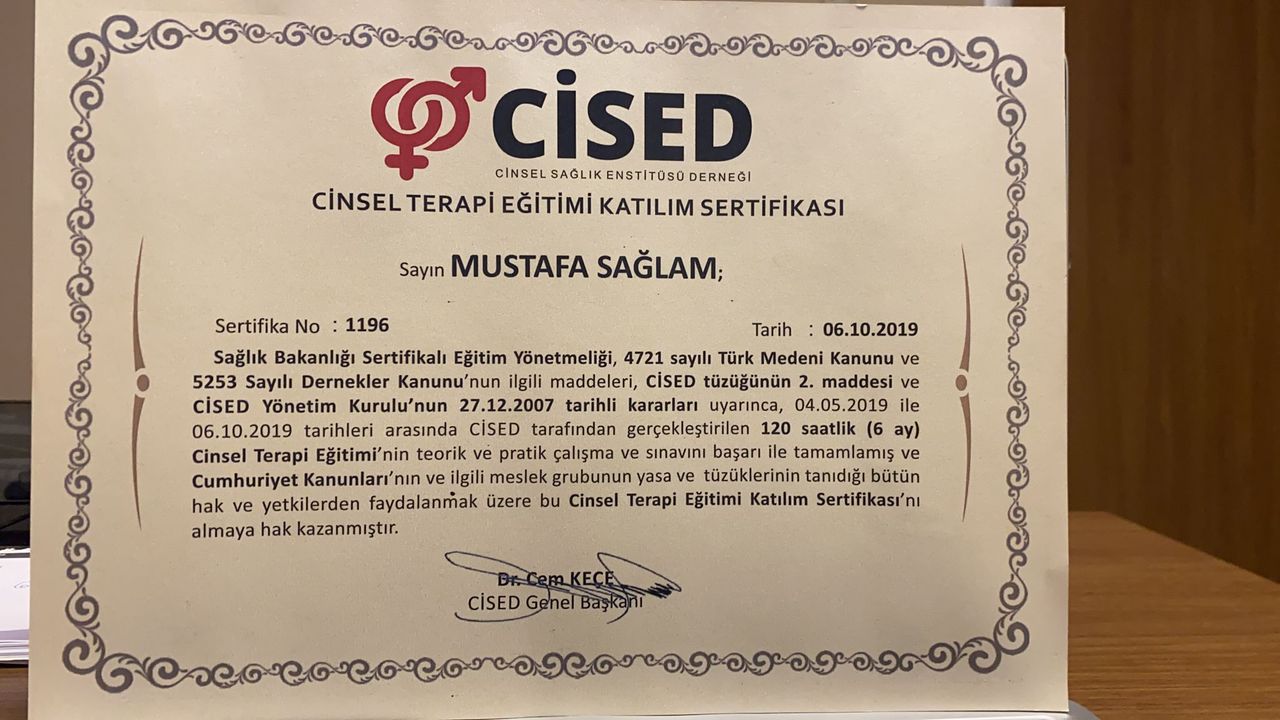 CİSED
CİNSEL SAĞLIK ENSTİTÜSÜ DERNEĞİ
CİNSEL TERAPİ EĞİTİMİ KATILIM SERTİFIKASI
Sayın MUSTAFA SAĞLAM;
Sertifika No : 1196 Tarih : 06.10.2019
Sağlık Bakanlığı Sertifikalı Eğitim Yönetmeliği, 4721 sayılı Türk Medeni Kanunu ve
5253 Sayılı Dernekler Kanunu'nun ilgili maddeleri, CİSED tüzüğünün 2. maddesi ve
CİSED Yönetim Kurulu'nun 27.12.2007 tarihli kararları uyarınca, 04.05.2019 ile
06.10.2019 tarihleri arasında CİSED tarafından gerçekleştirilen 120 saatlik (6 ay)
Cinsel Terapi Eğitimi'nin teorik ve pratik çalışma ve sınavını başarı ile tamamlamış ve
Cumhuriyet Kanunları'nın ve ilgili meslek grubunun yasa ve tüzüklerinin tanıdığı bütün
hak ve yetkilerden faydalanmak üzere bu Cinsel Terapi Eğitimi Katılım Sertifikası'nı
almaya hak kazanmıştır.
Dr. Cem KEÇE
CİSED Genel Başkanı